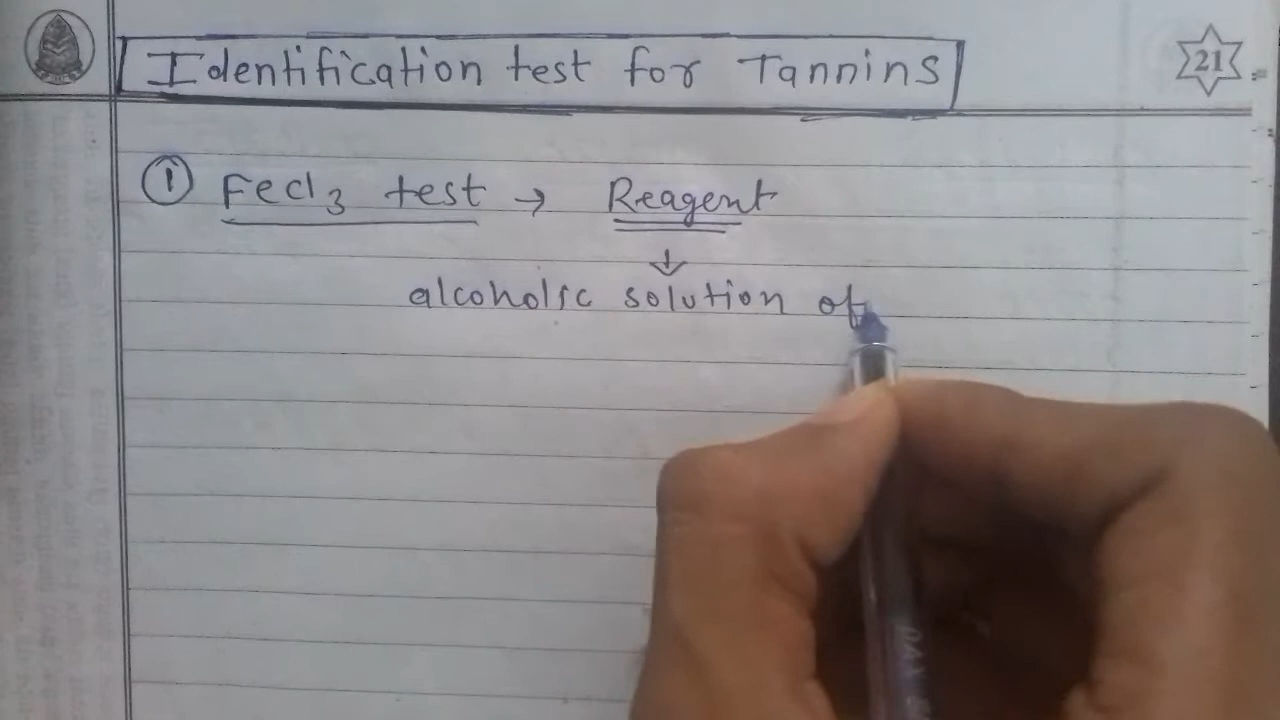 Identification test for Tannins
21
① FeCl3 test → Reagent
↓
alcoholic solution of